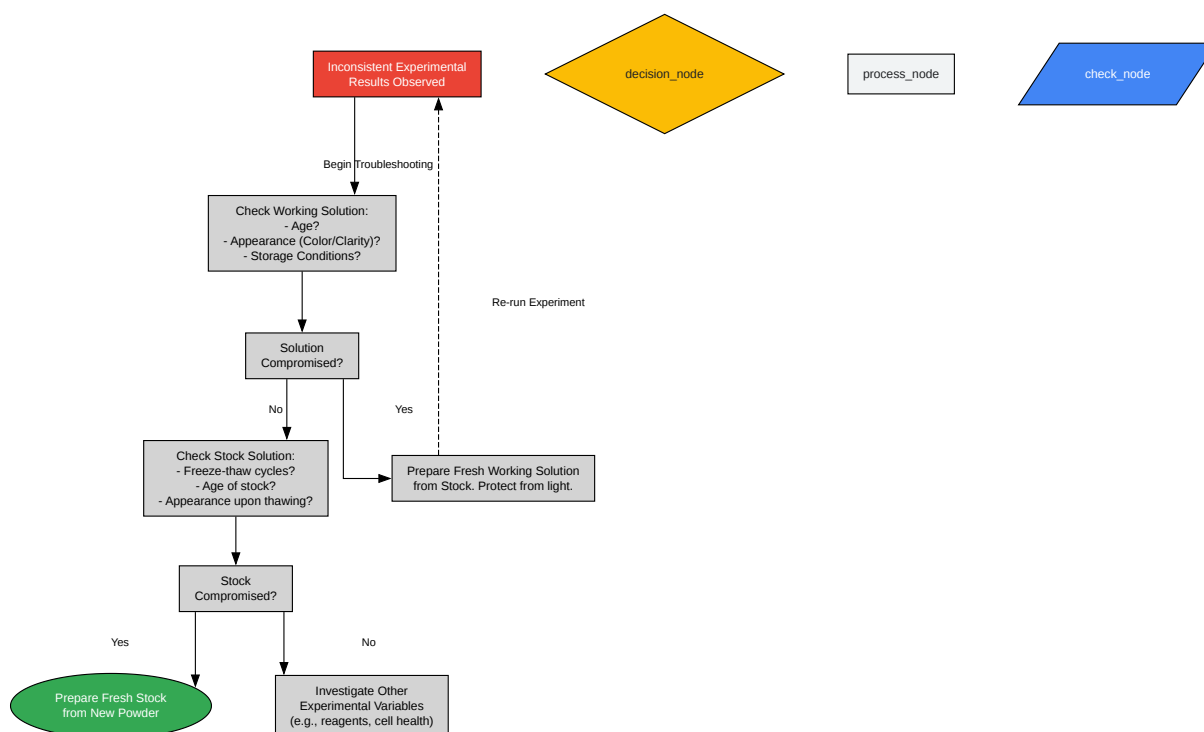 Inconsistent Experimental
Results Observed
decision_node
process_node
check_node
Begin Troubleshooting
Check Working Solution:
- Age?
- Appearance (Color/Clarity)?
- Storage Conditions?
Re-run Experiment
Solution
Compromised?
No
Yes
Check Stock Solution:
- Freeze-thaw cycles?
- Age of stock?
- Appearance upon thawing?
Prepare Fresh Working Solution
from Stock. Protect from light.
Stock
Compromised?
Yes
No
Prepare Fresh Stock
from New Powder
Investigate Other
Experimental Variables
(e.g., reagents, cell health)